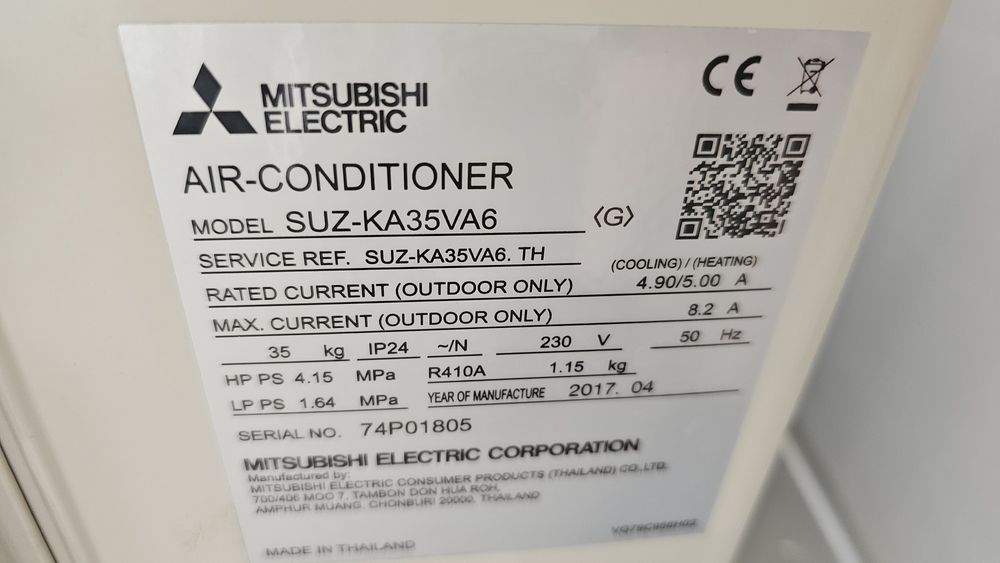 MITSUBISHI
ELECTRIC
CE
AIR-CONDITIONER
MODEL SUZ-KA35VA6 〈G〉
SERVICE REF. SUZ-KA35VA6. TH
(COOLING) / (HEATING)
RATED CURRENT (OUTDOOR ONLY) 4.90/5.00 A
MAX. CURRENT (OUTDOOR ONLY) 8.2 A
35 kg IP24 ~/N 230 V 50 Hz
HP PS 4.15 MPa R410A 1.15 kg
LP PS 1.64 MPa YEAR OF MANUFACTURE 2017. 04
SERIAL NO. 74P01805
MITSUBISHI ELECTRIC CORPORATION
Manufactured by:
MITSUBISHI ELECTRIC CONSUMER PRODUCTS (THAILAND) CO.,LTD.
700/406 MOO 7, TAMBON DON HUA ROH,
AMPHUR MUANG, CHONBURI 20000, THAILAND
MADE IN THAILAND